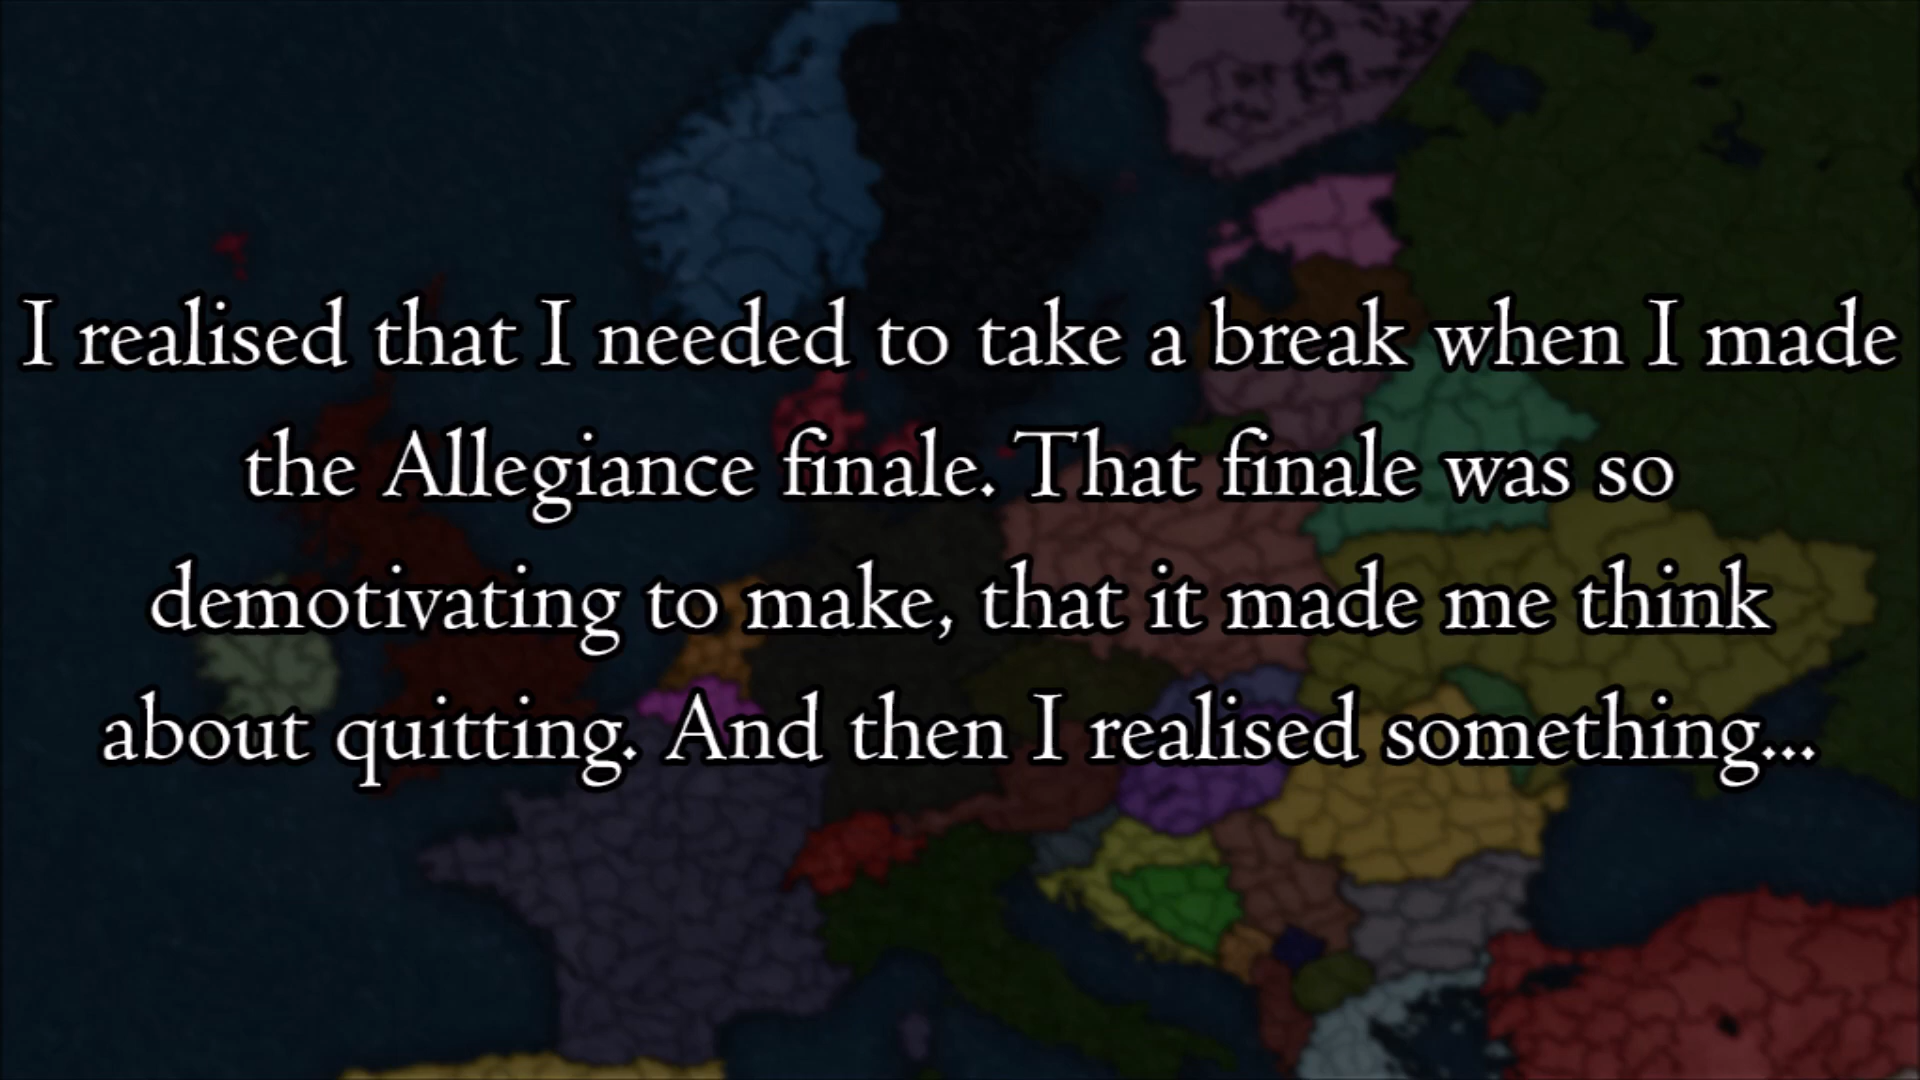 I realised that I needed to take a break when I made
the Allegiance finale. That finale was so
demotivating to make, that it made me think
about quitting. And then I realised something...